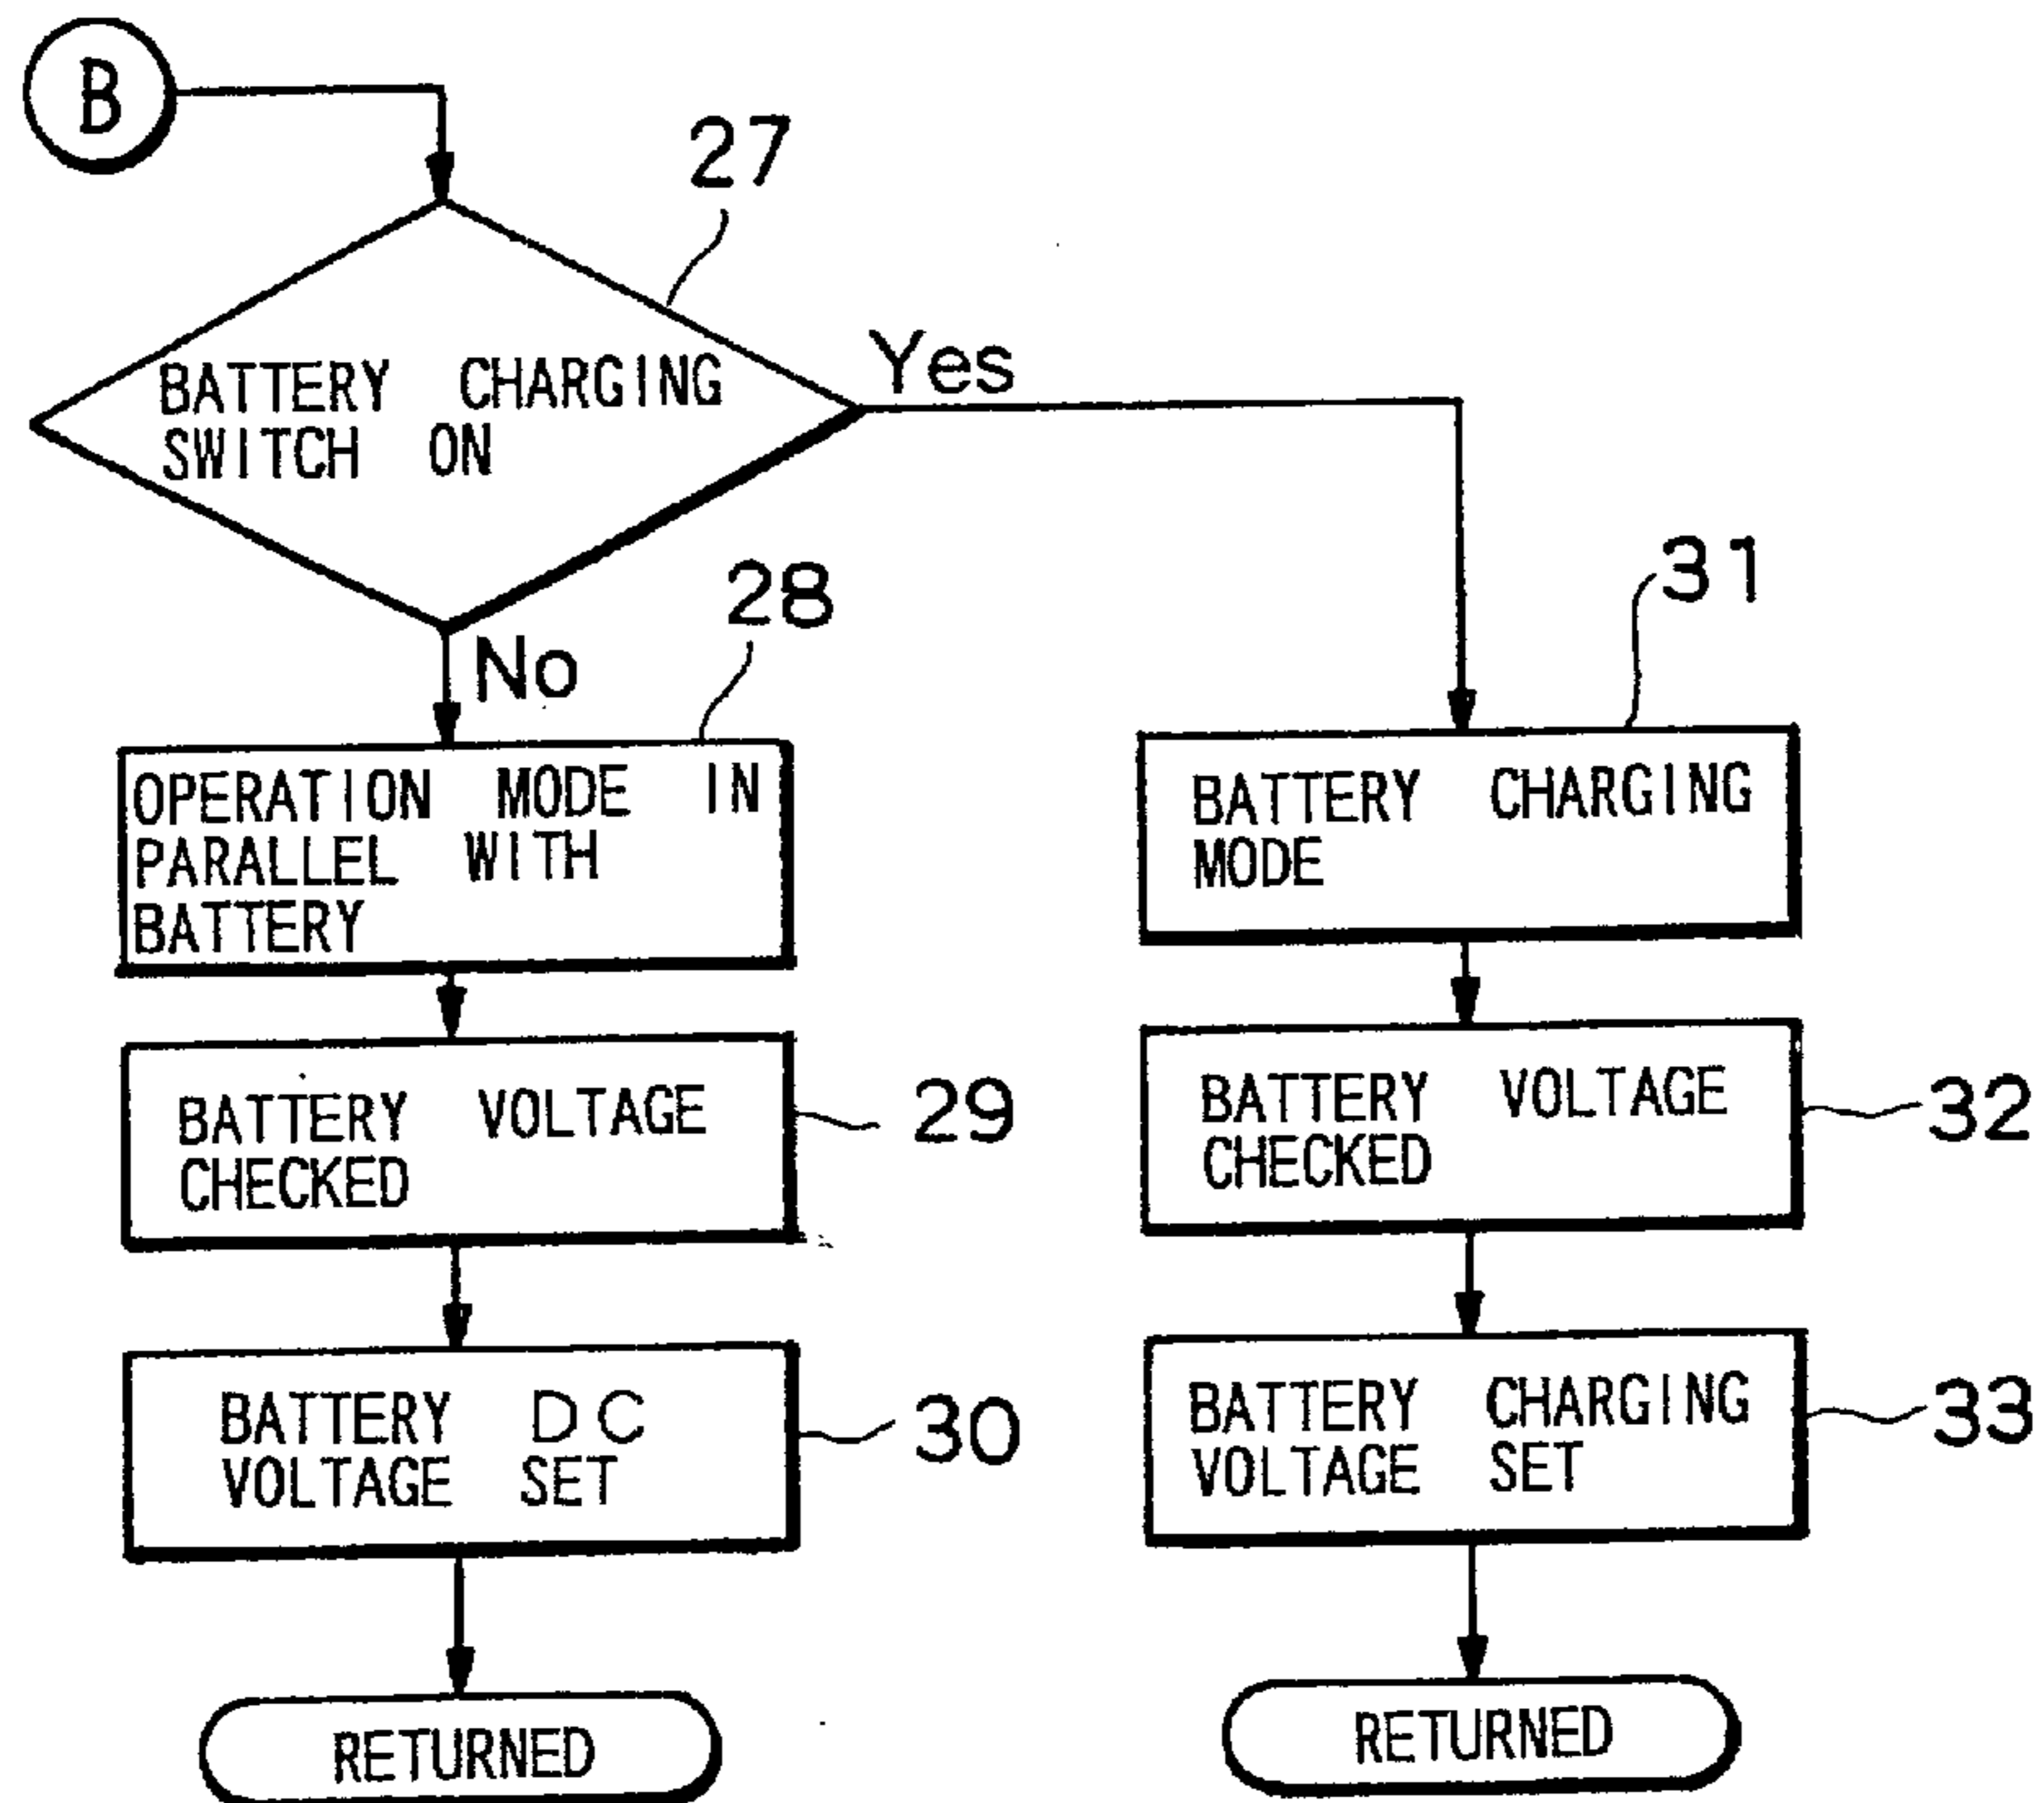 B
27
BATTERY CHARGING
SWITCH ON
Yes
No
28
OPERATION MODE IN
PARALLEL WITH
BATTERY
BATTERY VOLTAGE
CHECKED
29
BATTERY DC
VOLTAGE SET
30
RETURNED
31
BATTERY CHARGING
MODE
BATTERY VOLTAGE
CHECKED
32
BATTERY CHARGING
VOLTAGE SET
33
RETURNED